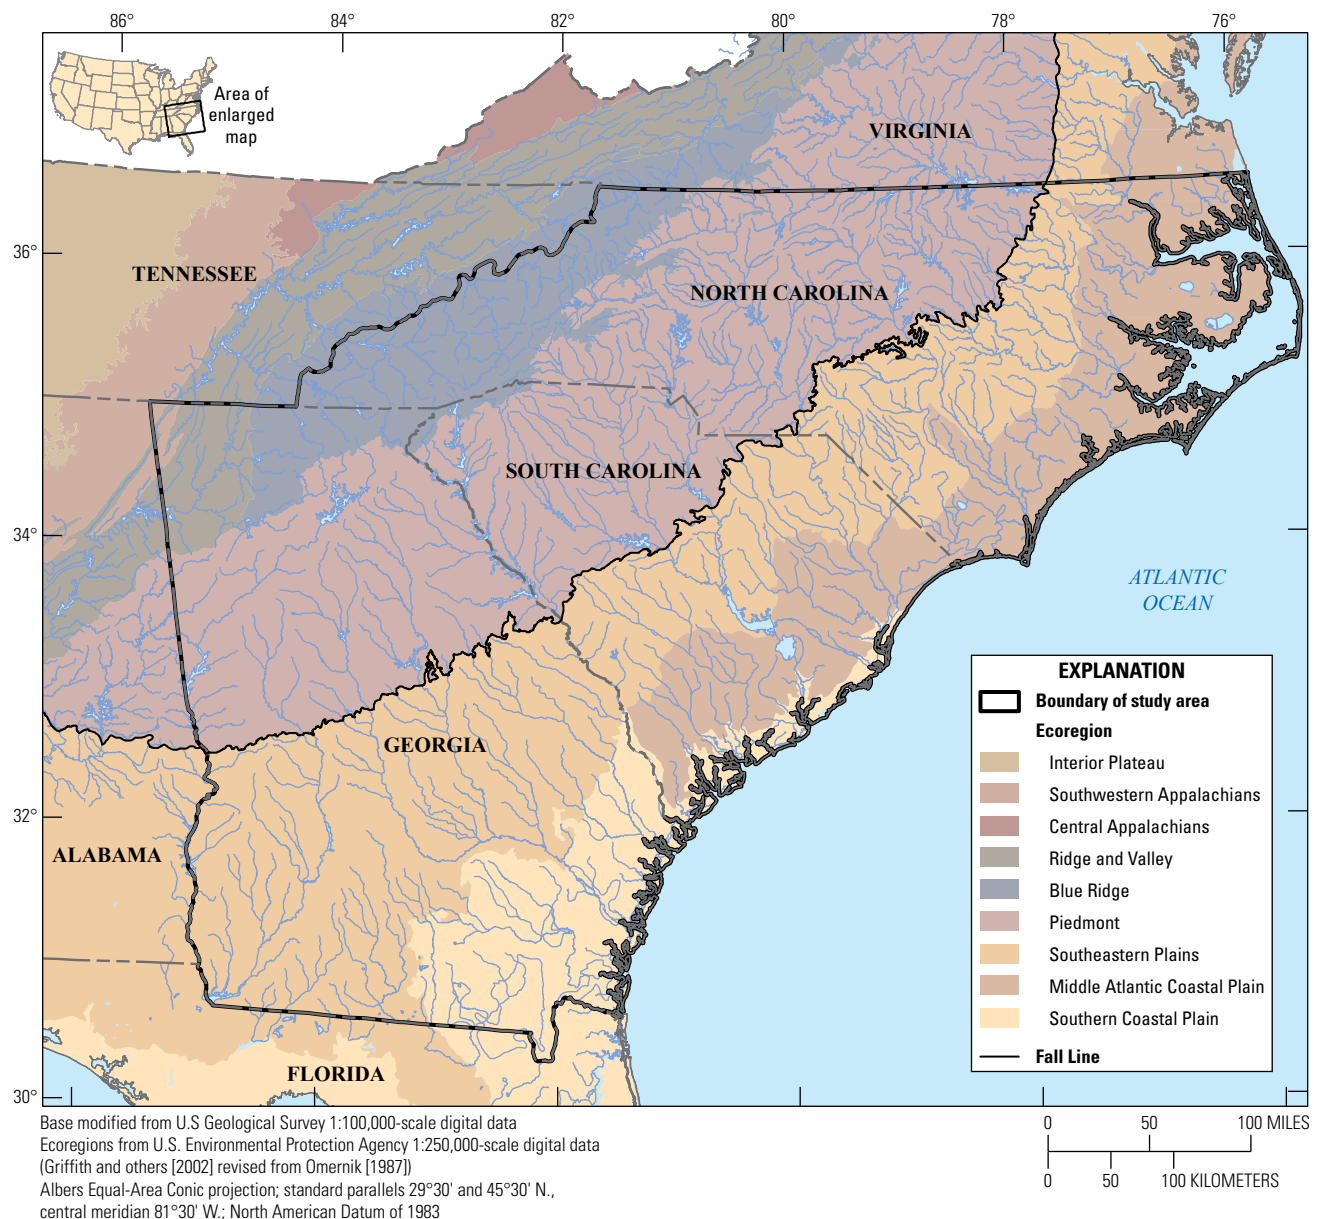 86°
84°
82°
80°
78°
76°
Area of
enlarged
map
VIRGINIA
36°
TENNESSEE
NORTH CAROLINA
SOUTH CAROLINA
34°
ATLANTIC
OCEAN
GEORGIA
32°
ALABAMA
FLORIDA
30°
EXPLANATION
Boundary of study area
Ecoregion
Interior Plateau
Southwestern Appalachians
Central Appalachians
Ridge and Valley
Blue Ridge
Piedmont
Southeastern Plains
Middle Atlantic Coastal Plain
Southern Coastal Plain
Fall Line
Base modified from U.S Geological Survey 1:100,000-scale digital data
Ecoregions from U.S. Environmental Protection Agency 1:250,000-scale digital data
(Griffith and others [2002] revised from Omernik [1987])
Albers Equal-Area Conic projection; standard parallels 29°30' and 45°30' N.,
central meridian 81°30' W.; North American Datum of 1983
0 50 100 MILES
0 50 100 KILOMETERS